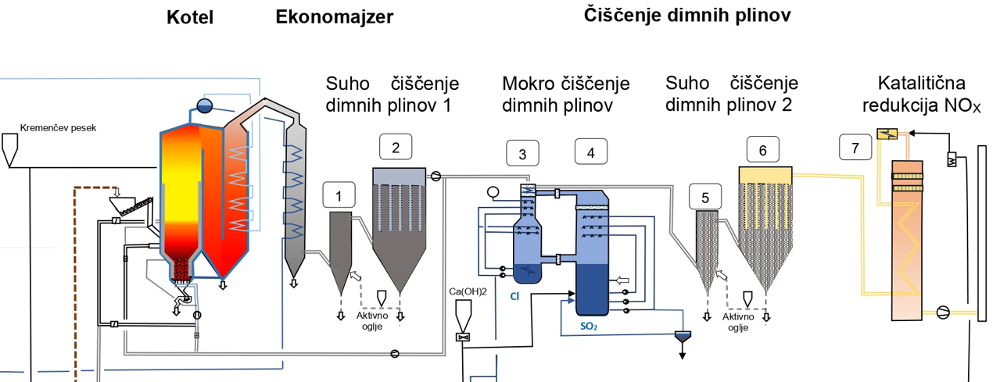 Kotel
Ekonomajzer
Čiščenje dimnih plinov
Suho čiščenje
dimnih plinov 1
Mokro čiščenje
dimnih plinov
Suho čiščenje
dimnih plinov 2
Katalitična
redukcija NOX
Kremenčev pesek
1
2
3
4
5
6
7
Cl
SO2
Ca(OH)2
Aktivno
oglje
Aktivno
oglje